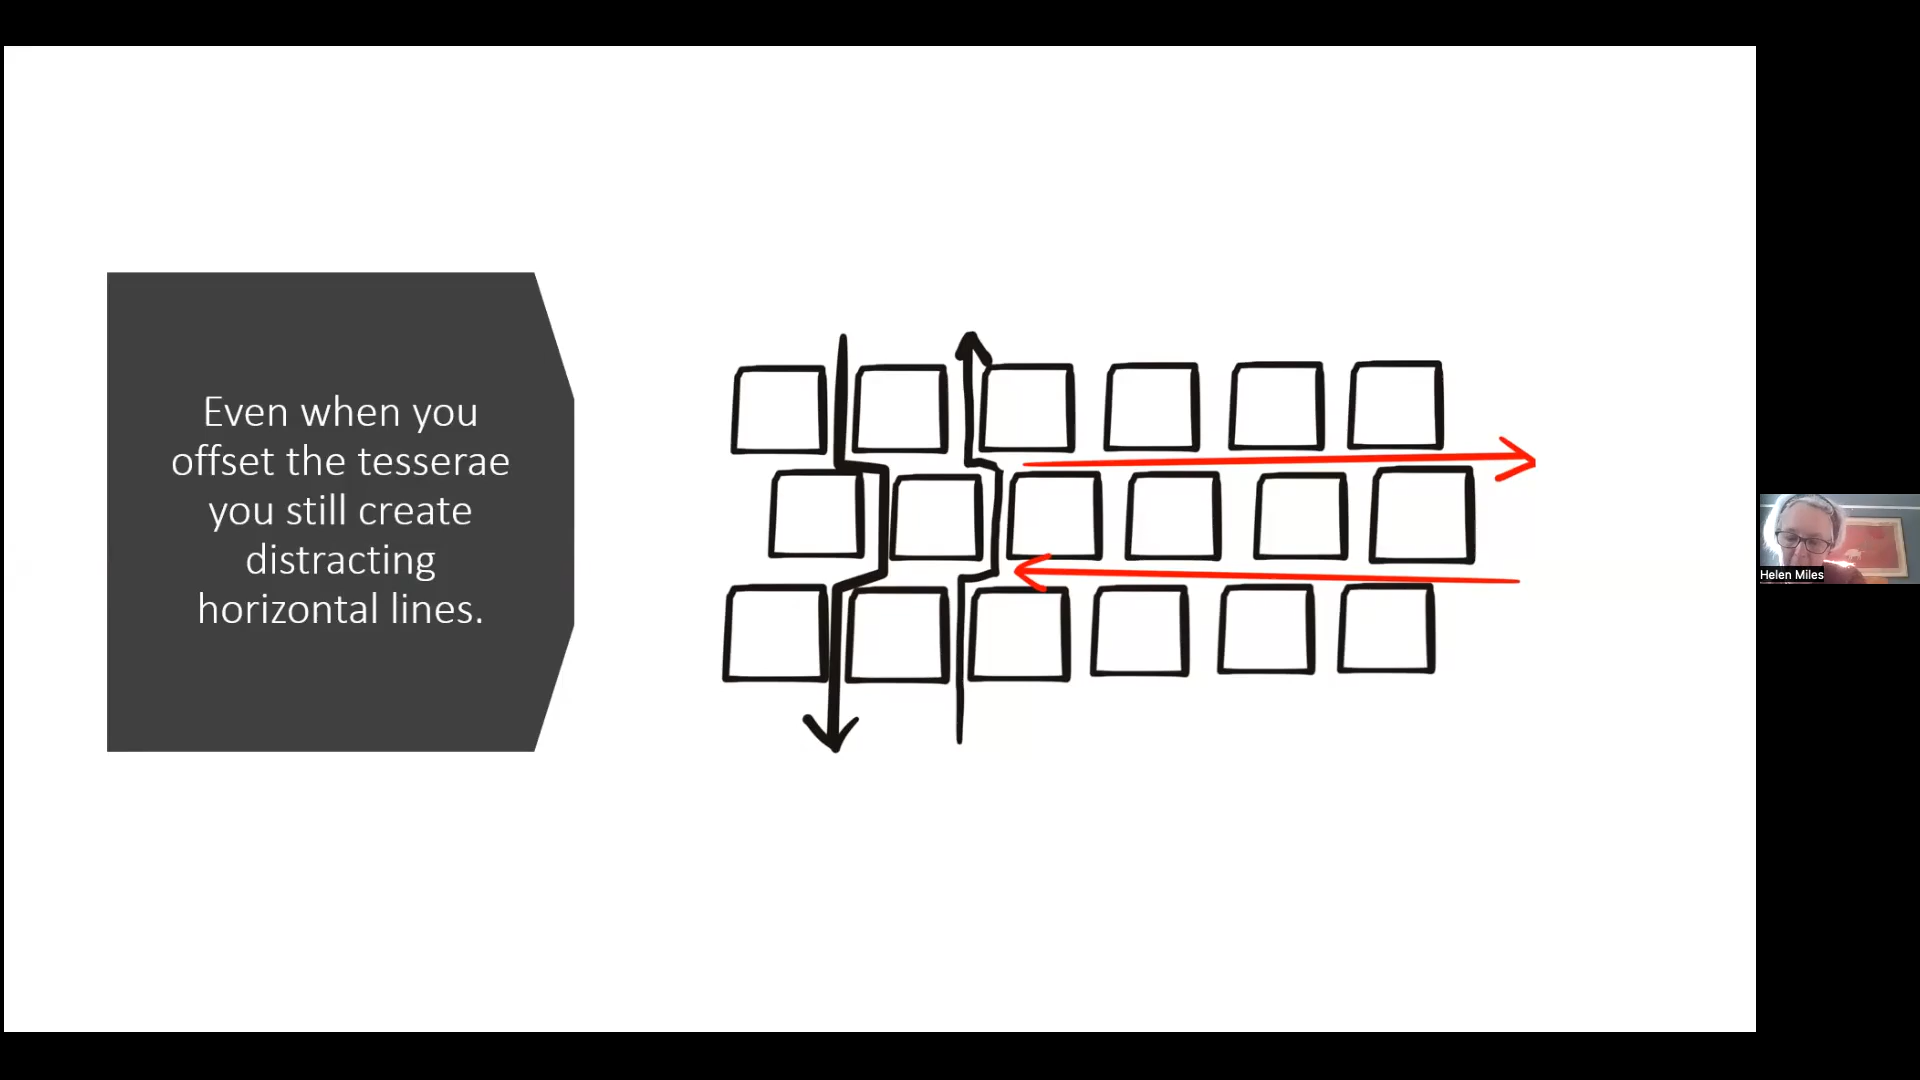 Even when you
offset the tesserae
you still create
distracting
horizontal lines.
Helen Miles